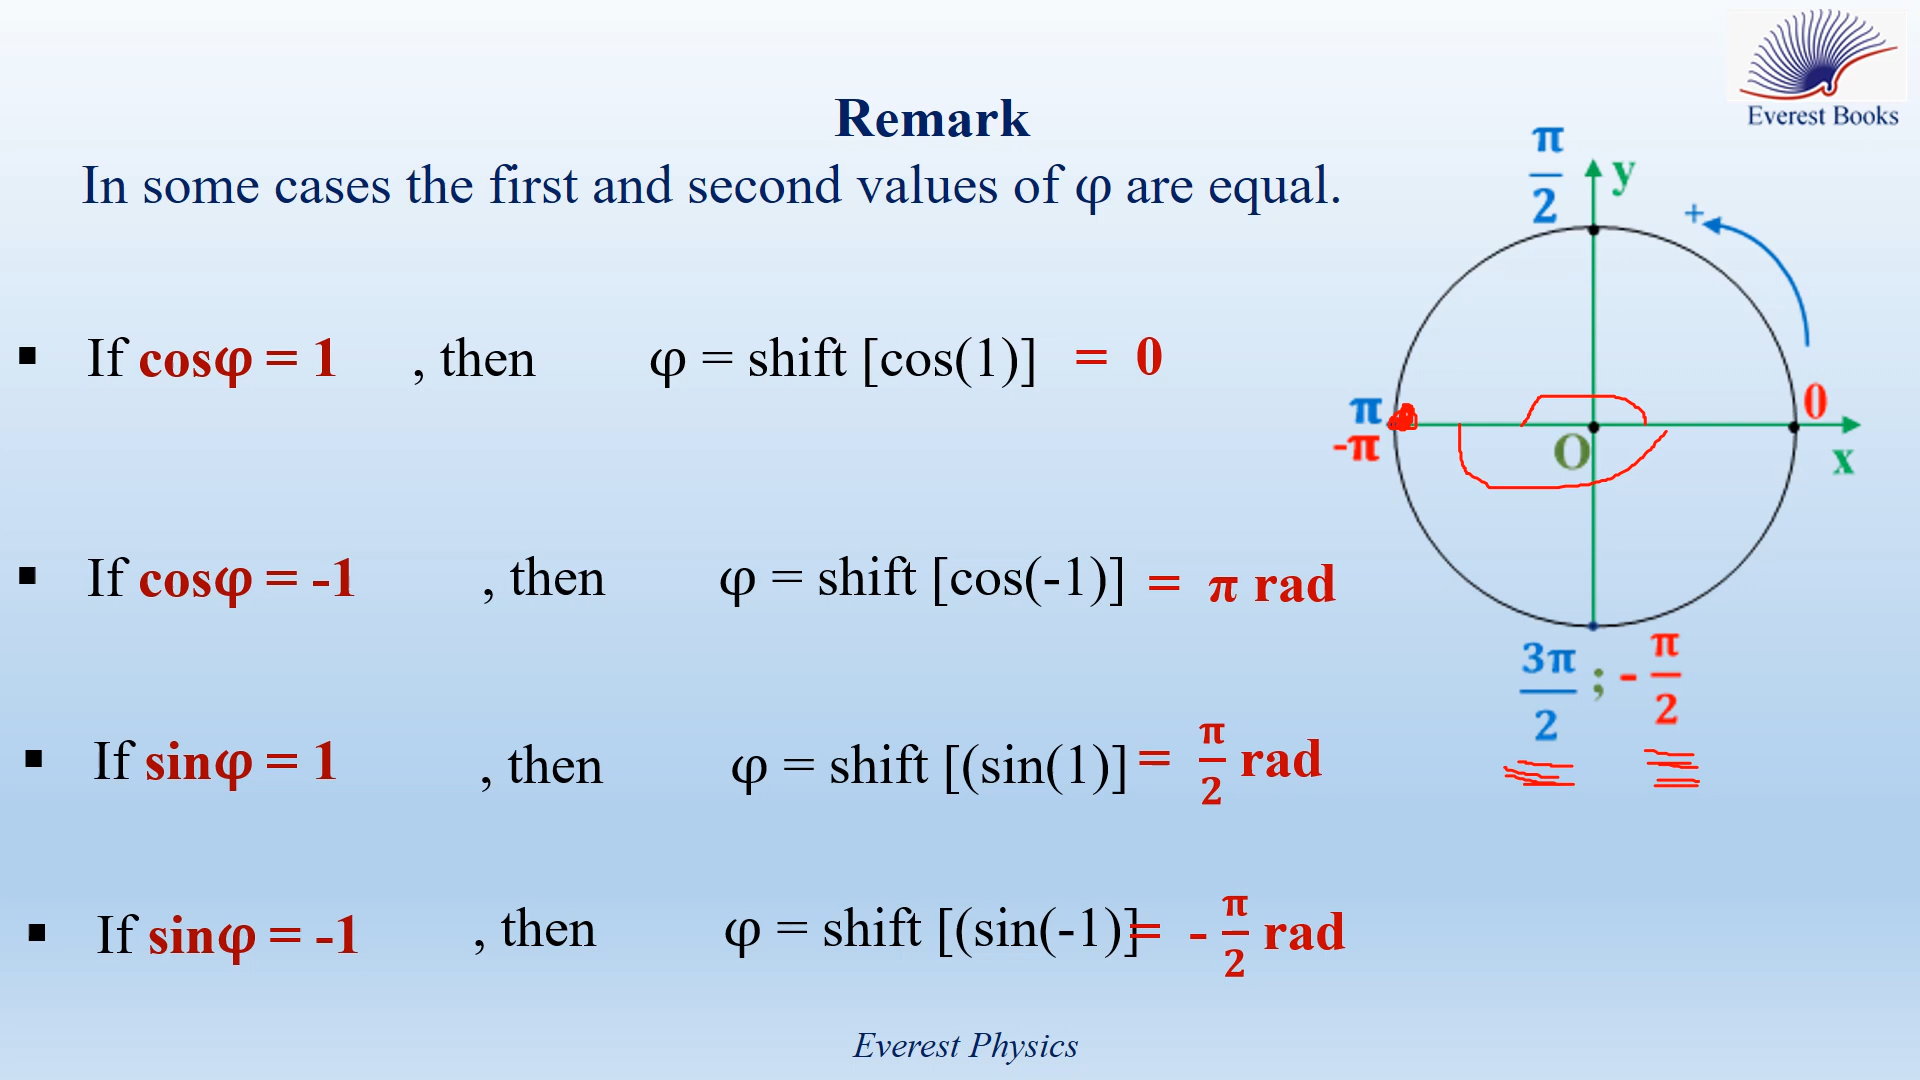 Everest Books
Remark
In some cases the first and second values of φ are equal.
▪ If cosφ = 1 , then φ = shift [cos(1)] = 0
▪ If cosφ = -1 , then φ = shift [cos(-1)] = π rad
▪ If sinφ = 1 , then φ = shift [(sin(1)] = π/2 rad
▪ If sinφ = -1 , then φ = shift [(sin(-1)] = - π/2 rad
π/2
y
+
π
0
-π
O
x
3π/2 ; - π/2
Everest Physics